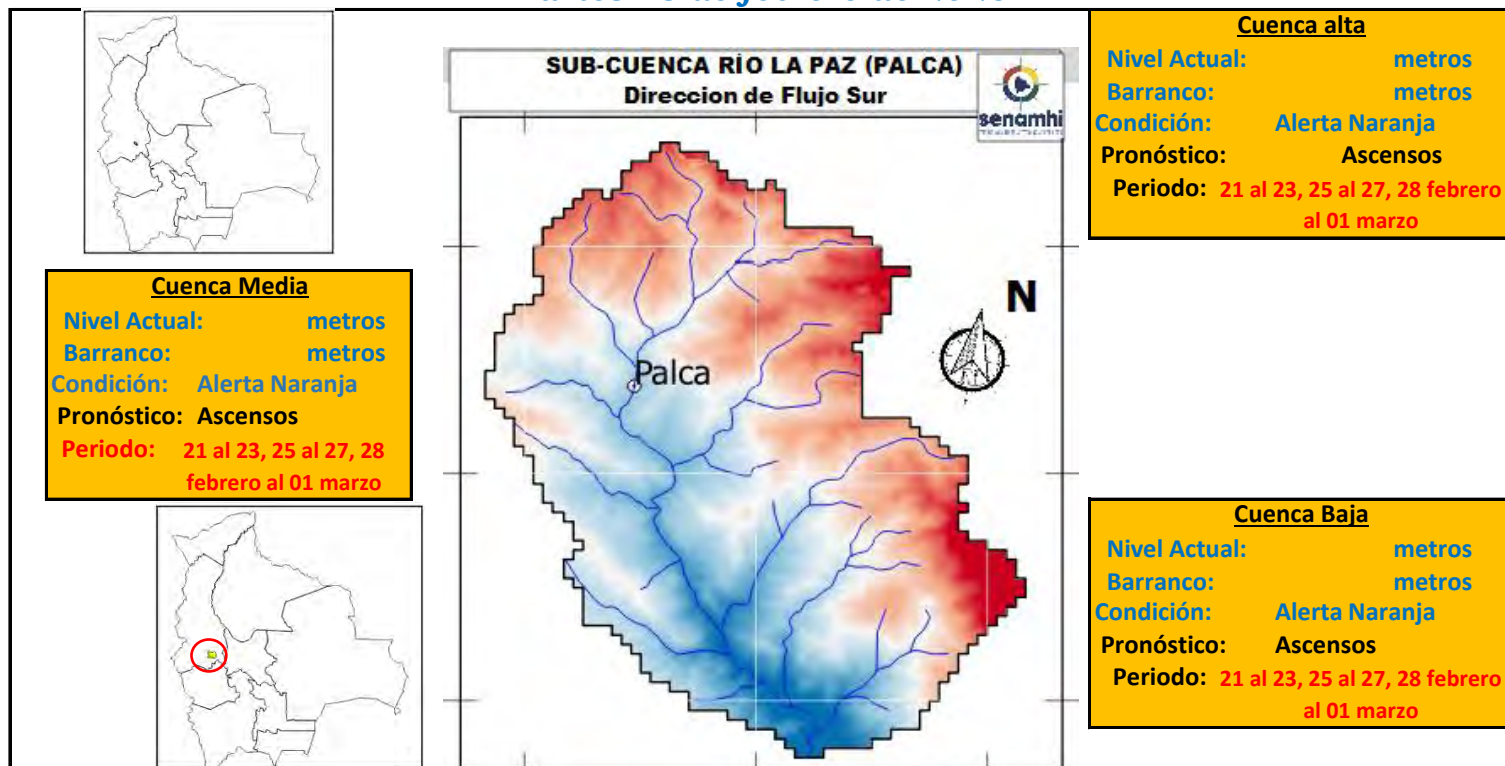 SUB-CUENCA RÍO LA PAZ (PALCA)
Direccion de Flujo Sur
senamhi
Palca
N
Cuenca alta
Nivel Actual: metros
Barranco: metros
Condición: Alerta Naranja
Pronóstico: Ascensos
Periodo: 21 al 23, 25 al 27, 28 febrero
al 01 marzo
Cuenca Media
Nivel Actual: metros
Barranco: metros
Condición: Alerta Naranja
Pronóstico: Ascensos
Periodo: 21 al 23, 25 al 27, 28
febrero al 01 marzo
Cuenca Baja
Nivel Actual: metros
Barranco: metros
Condición: Alerta Naranja
Pronóstico: Ascensos
Periodo: 21 al 23, 25 al 27, 28 febrero
al 01 marzo